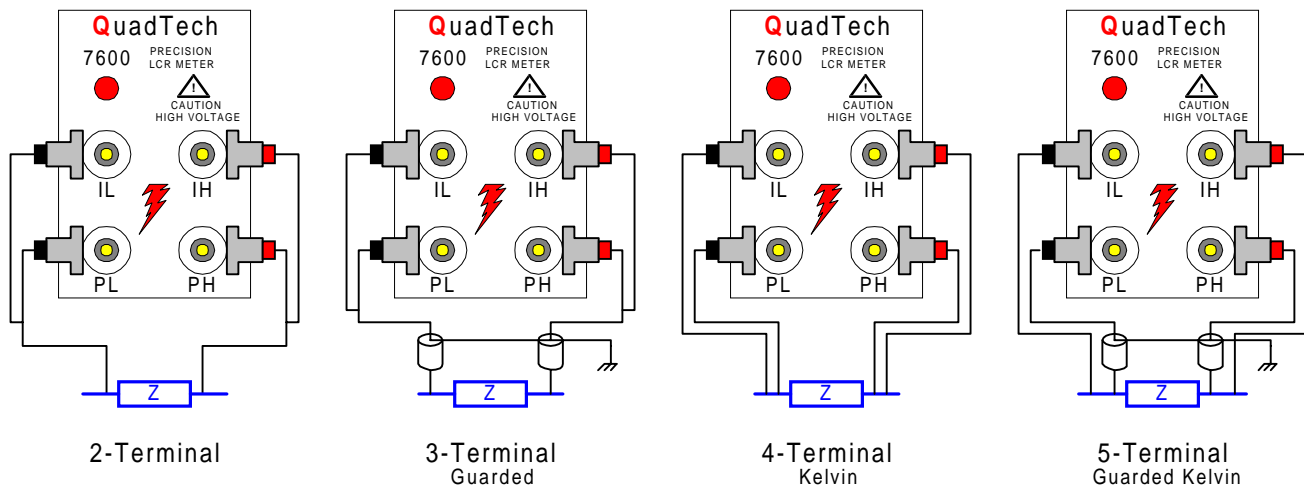 QuadTech
7600
PRECISION
LCR METER
!
CAUTION
HIGH VOLTAGE
IL
IH
PL
PH
Z
2-Terminal
QuadTech
7600
PRECISION
LCR METER
!
CAUTION
HIGH VOLTAGE
IL
IH
PL
PH
Z
3-Terminal
Guarded
QuadTech
7600
PRECISION
LCR METER
!
CAUTION
HIGH VOLTAGE
IL
IH
PL
PH
Z
4-Terminal
Kelvin
QuadTech
7600
PRECISION
LCR METER
!
CAUTION
HIGH VOLTAGE
IL
IH
PL
PH
Z
5-Terminal
Guarded Kelvin